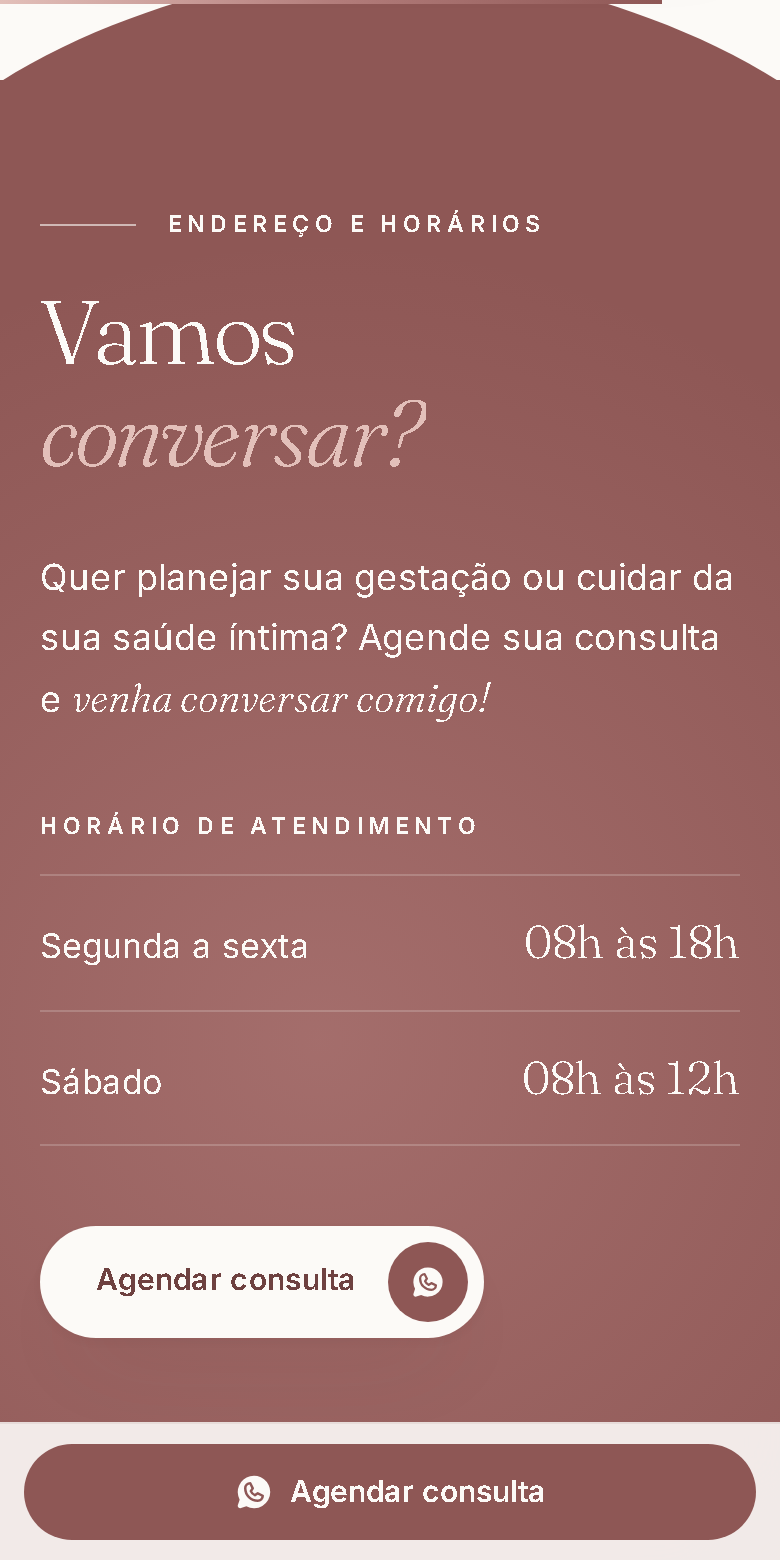 ENDEREÇO E HORÁRIOS
Vamos
conversar?
Quer planejar sua gestação ou cuidar da
sua saúde íntima? Agende sua consulta
e venha conversar comigo!
HORÁRIO DE ATENDIMENTO
Segunda a sexta 08h às 18h
Sábado 08h às 12h
Agendar consulta
Agendar consulta